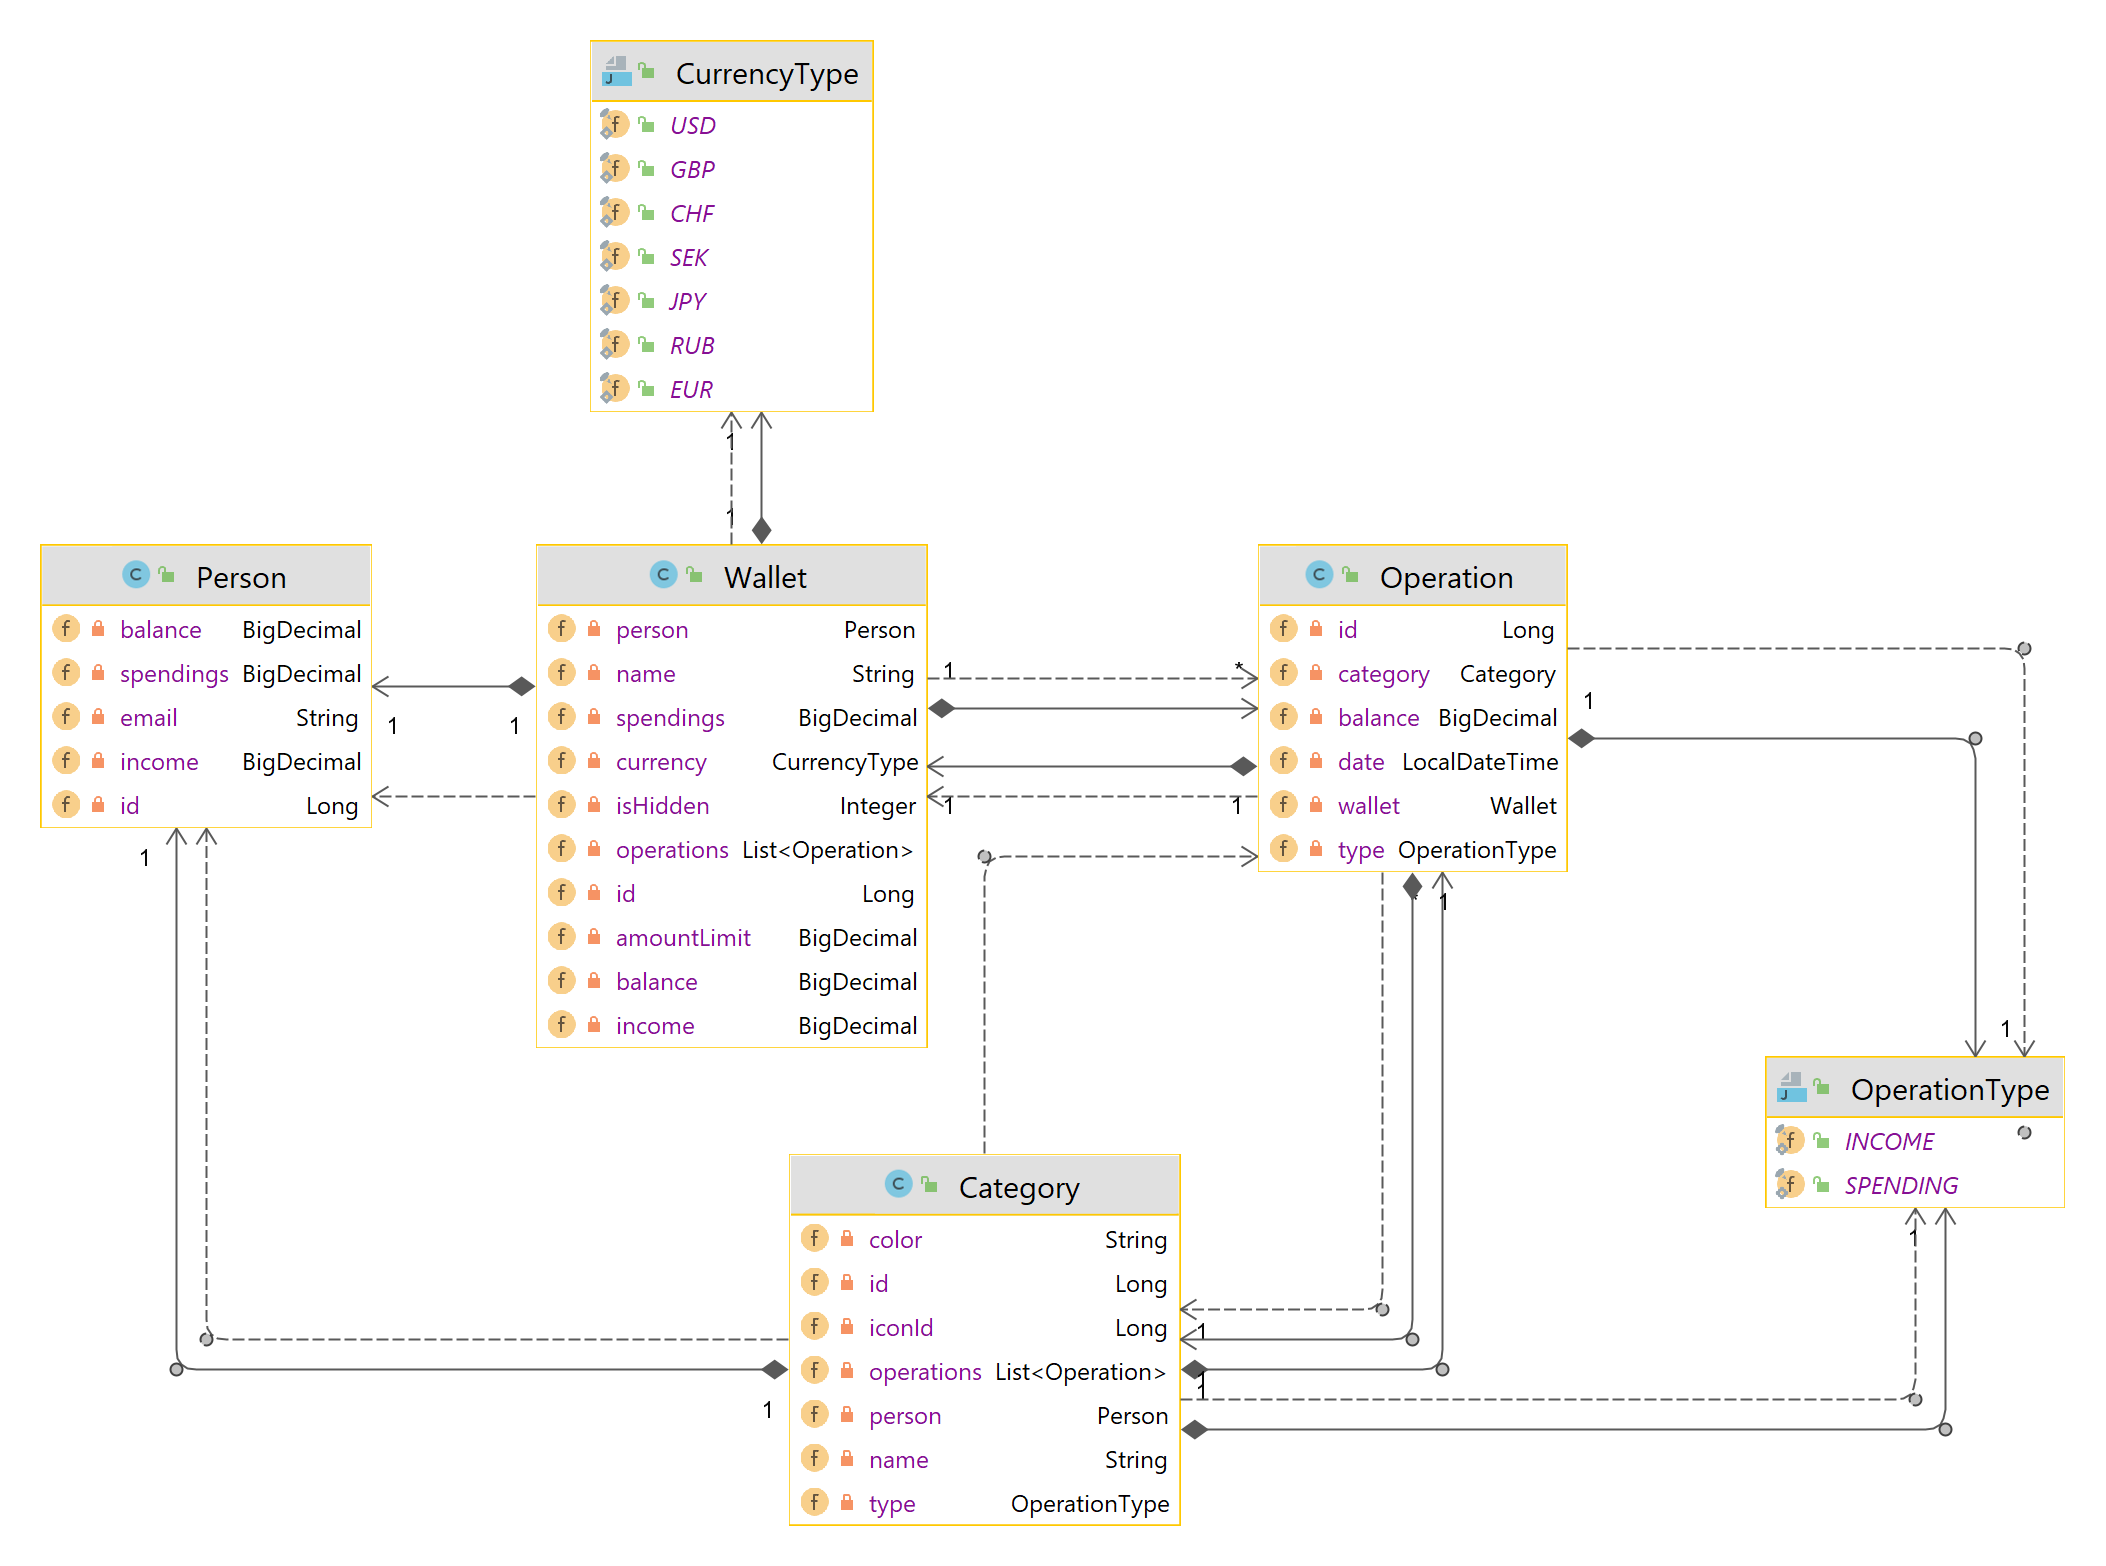 CurrencyType
USD
GBP
CHF
SEK
JPY
RUB
EUR
1
1
Person
balance BigDecimal
spendings BigDecimal
email String
income BigDecimal
id Long
1
1
1
Wallet
person Person
name String
spendings BigDecimal
currency CurrencyType
isHidden Integer
operations List<Operation>
id Long
amountLimit BigDecimal
balance BigDecimal
income BigDecimal
1
*
1
1
Operation
id Long
category Category
balance BigDecimal
date LocalDateTime
wallet Wallet
type OperationType
1
1
1
OperationType
INCOME
SPENDING
1
Category
color String
id Long
iconId Long
operations List<Operation>
person Person
name String
type OperationType
1
1
1